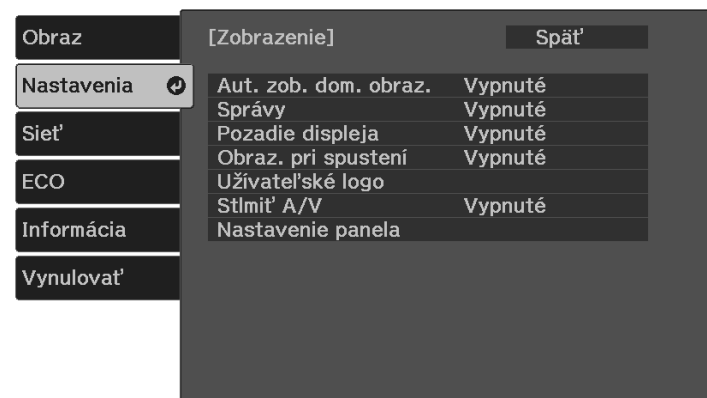 Obraz
Nastavenia
Sieť
ECO
Informácia
Vynulovať
[Zobrazenie] Späť
Aut. zob. dom. obraz. Vypnuté
Správy Vypnuté
Pozadie displeja Vypnuté
Obraz. pri spustení Vypnuté
Užívateľské logo
Stlmiť A/V Vypnuté
Nastavenie panela